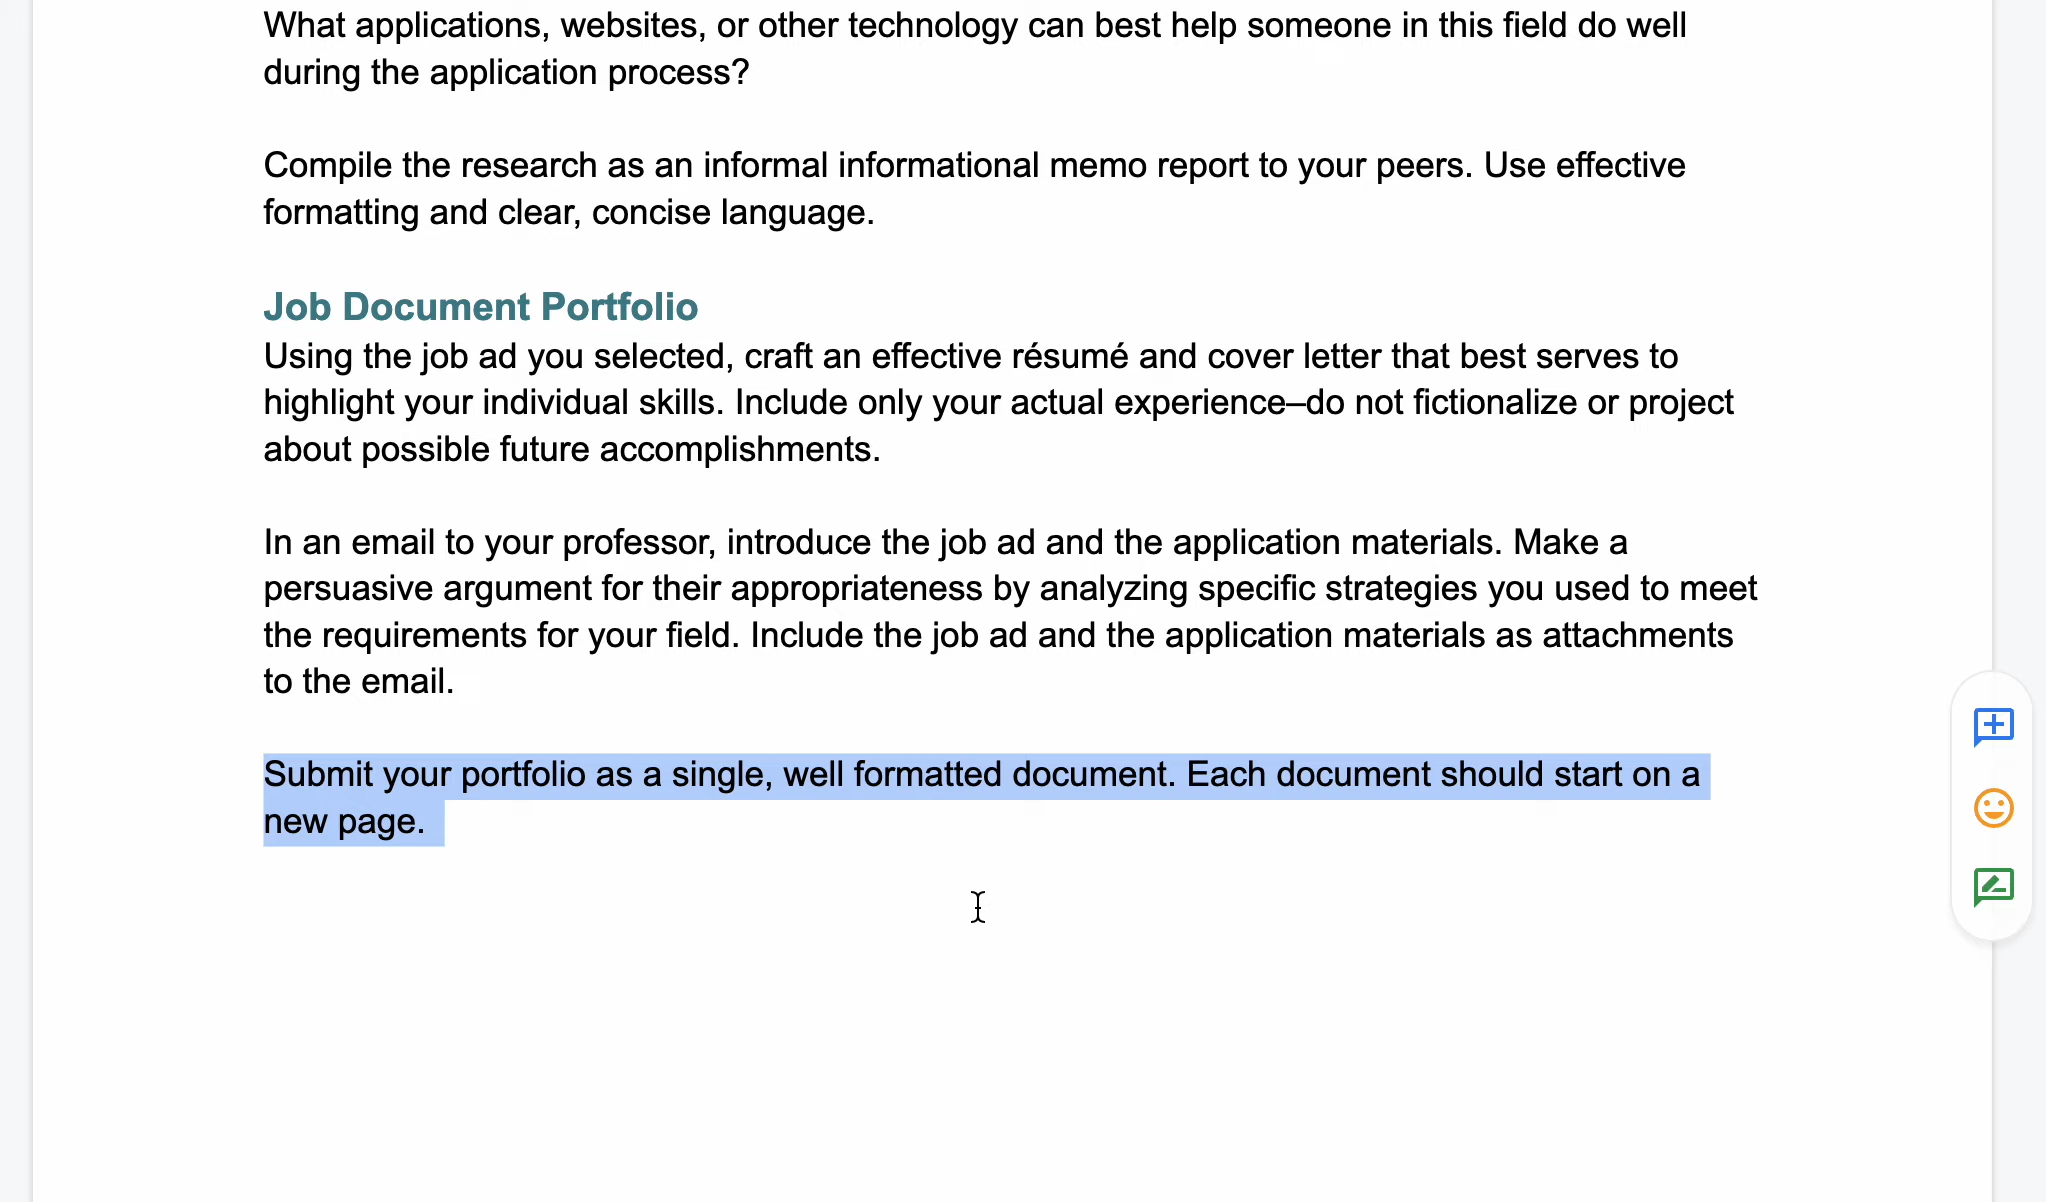 What applications, websites, or other technology can best help someone in this field do well
during the application process?
Compile the research as an informal informational memo report to your peers. Use effective
formatting and clear, concise language.
Job Document Portfolio
Using the job ad you selected, craft an effective résumé and cover letter that best serves to
highlight your individual skills. Include only your actual experience–do not fictionalize or project
about possible future accomplishments.
In an email to your professor, introduce the job ad and the application materials. Make a
persuasive argument for their appropriateness by analyzing specific strategies you used to meet
the requirements for your field. Include the job ad and the application materials as attachments
to the email.
Submit your portfolio as a single, well formatted document. Each document should start on a
new page.